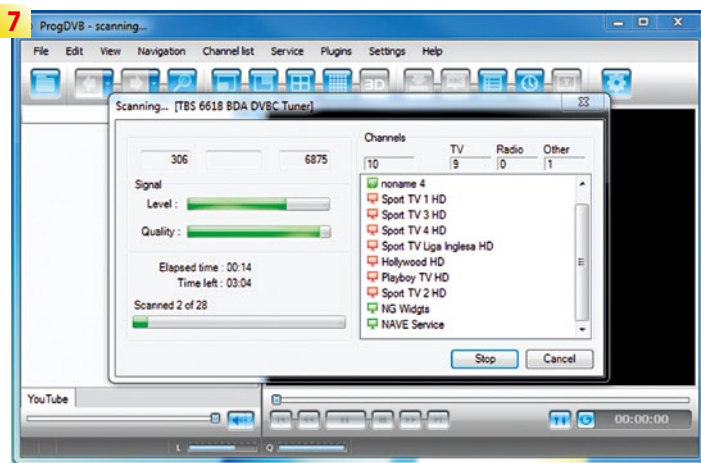 7
ProgDVB - scanning...
File Edit View Navigation Channel list Service Plugins Settings Help
3D
Scanning... [TBS 6618 BDA DVBC Tuner]
306 6875
Signal
Level :
Quality :
Elapsed time : 00:14
Time left : 03:04
Scanned 2 of 28
Channels
TV Radio Other
10 9 0 1
noname 4
Sport TV 1 HD
Sport TV 3 HD
Sport TV 4 HD
Sport TV Liga Inglesa HD
Hollywood HD
Playboy TV HD
Sport TV 2 HD
NG Widgts
NAVE Service
Stop Cancel
YouTube
00:00:00
L Q